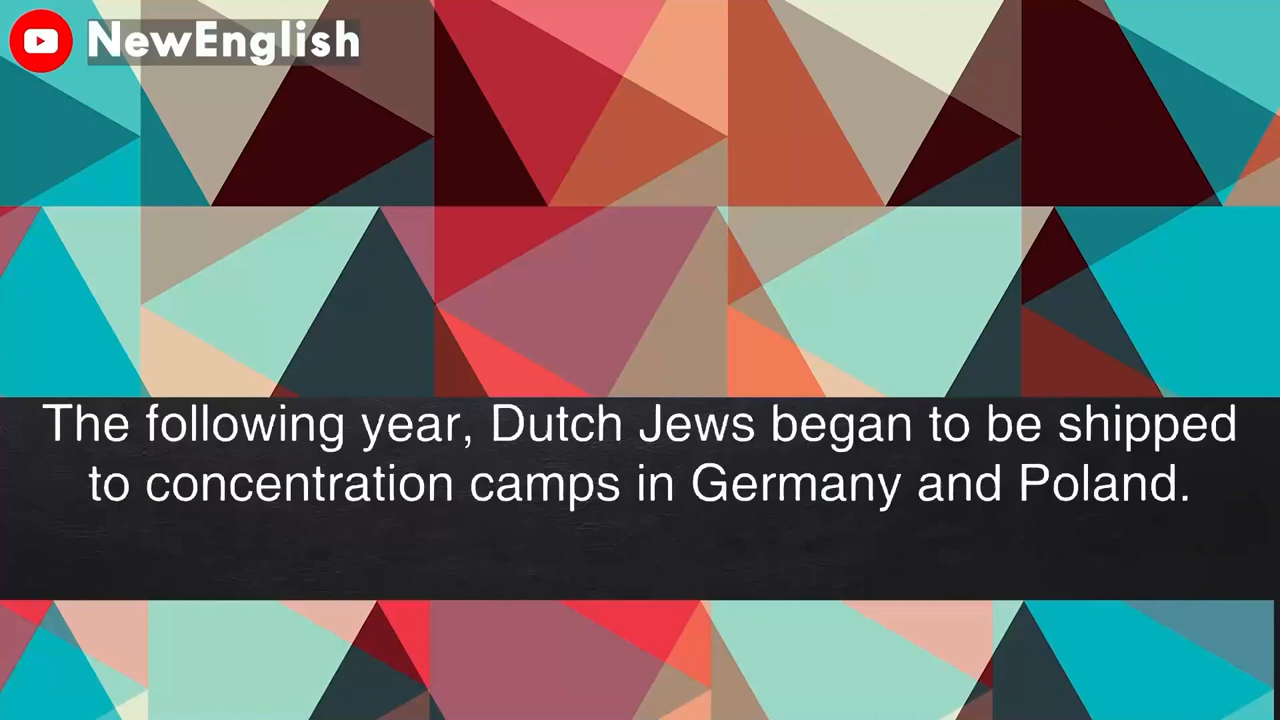 NewEnglish
The following year, Dutch Jews began to be shipped
to concentration camps in Germany and Poland.